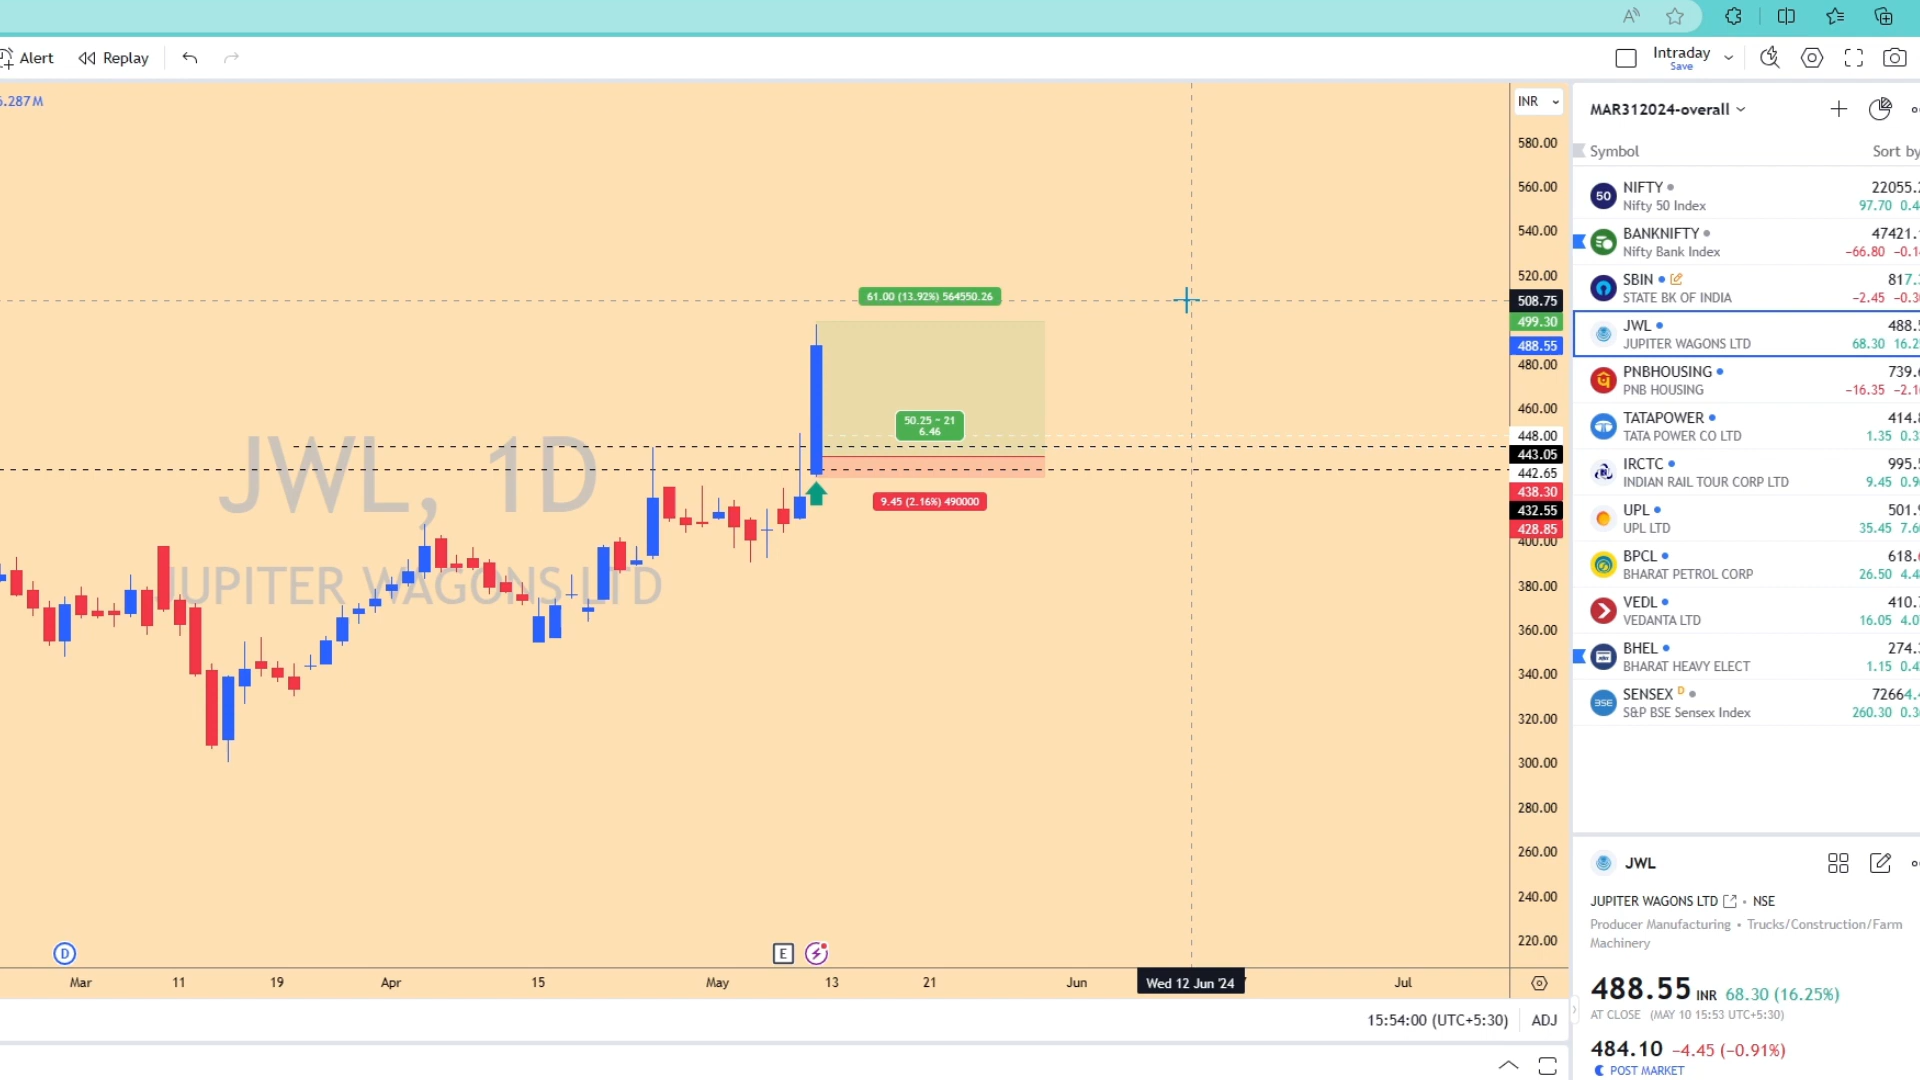 Alert
Replay
Intraday
Save
6.287M
INR
MAR312024-overall
Symbol
Sort by
580.00
560.00
540.00
520.00
508.75
499.30
488.55
480.00
460.00
448.00
443.05
442.65
438.30
432.55
428.85
400.00
380.00
360.00
340.00
320.00
300.00
280.00
260.00
240.00
220.00
61.00 (13.92%) 564550.26
50.25 ~ 21
6.46
9.45 (2.16%) 490000
JWL, 1D
JUPITER WAGONS LTD
50
NIFTY
22055.2
Nifty 50 Index
97.70 0.4
BANKNIFTY
47421.
Nifty Bank Index
−66.80 −0.1
SBIN
817.
STATE BK OF INDIA
−2.45 −0.3
JWL
488.5
JUPITER WAGONS LTD
68.30 16.2
PNBHOUSING
739.6
PNB HOUSING
−16.35 −2.1
TATAPOWER
414.8
TATA POWER CO LTD
1.35 0.3
IRCTC
995.5
INDIAN RAIL TOUR CORP LTD
9.45 0.9
UPL
501.9
UPL LTD
35.45 7.6
BPCL
618.6
BHARAT PETROL CORP
26.50 4.4
VEDL
410.
VEDANTA LTD
16.05 4.0
BHEL
274.
BHARAT HEAVY ELECT
1.15 0.4
BSE
SENSEX D
72664.4
S&P BSE Sensex Index
260.30 0.3
D
E
Mar
11
19
Apr
15
May
13
21
Jun
Wed 12 Jun '24
Jul
15:54:00 (UTC+5:30)
ADJ
JWL
JUPITER WAGONS LTD • NSE
Producer Manufacturing • Trucks/Construction/Farm
Machinery
488.55 INR 68.30 (16.25%)
AT CLOSE (MAY 10 15:53 UTC+5:30)
484.10 −4.45 (−0.91%)
POST MARKET